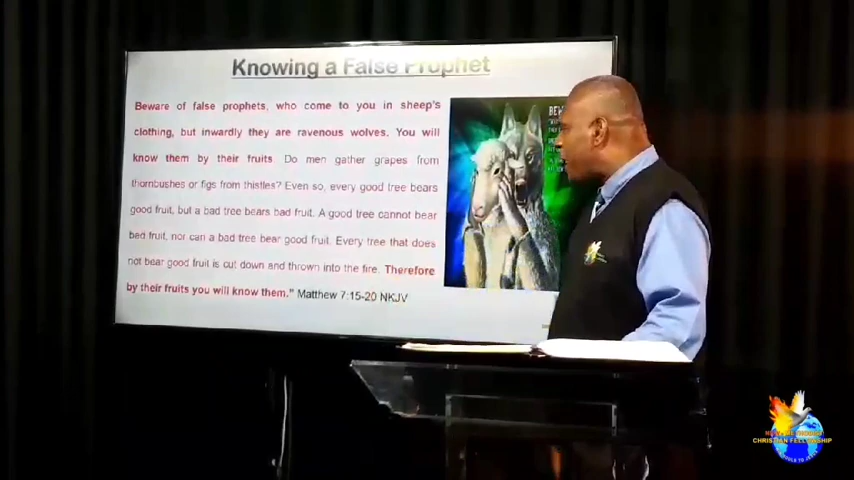 Knowing a False Prophet
Beware of false prophets, who come to you in sheep's
clothing, but inwardly they are ravenous wolves. You will
know them by their fruits. Do men gather grapes from
thornbushes or figs from thistles? Even so, every good tree bears
good fruit, but a bad tree bears bad fruit. A good tree cannot bear
bad fruit, nor can a bad tree bear good fruit. Every tree that does
not bear good fruit is cut down and thrown into the fire. Therefore
by their fruits you will know them." Matthew 7:15-20 NKJV
CHRISTIAN FELLOWSHIP